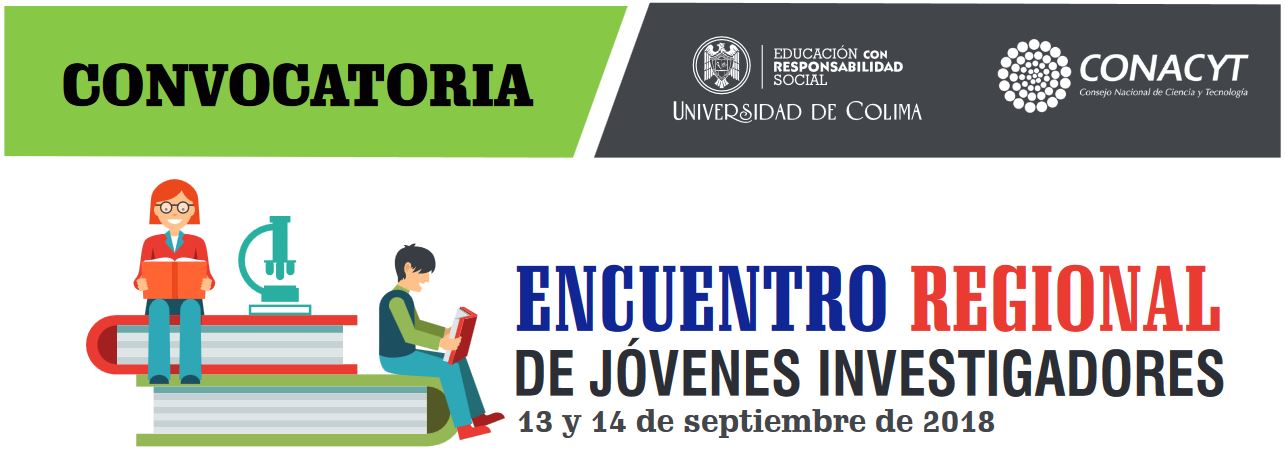 CONVOCATORIA
EDUCACIÓN CON
RESPONSABILIDAD
SOCIAL
UNIVERSIDAD DE COLIMA
CONACYT
Consejo Nacional de Ciencia y Tecnología
ENCUENTRO REGIONAL
DE JÓVENES INVESTIGADORES
13 y 14 de septiembre de 2018